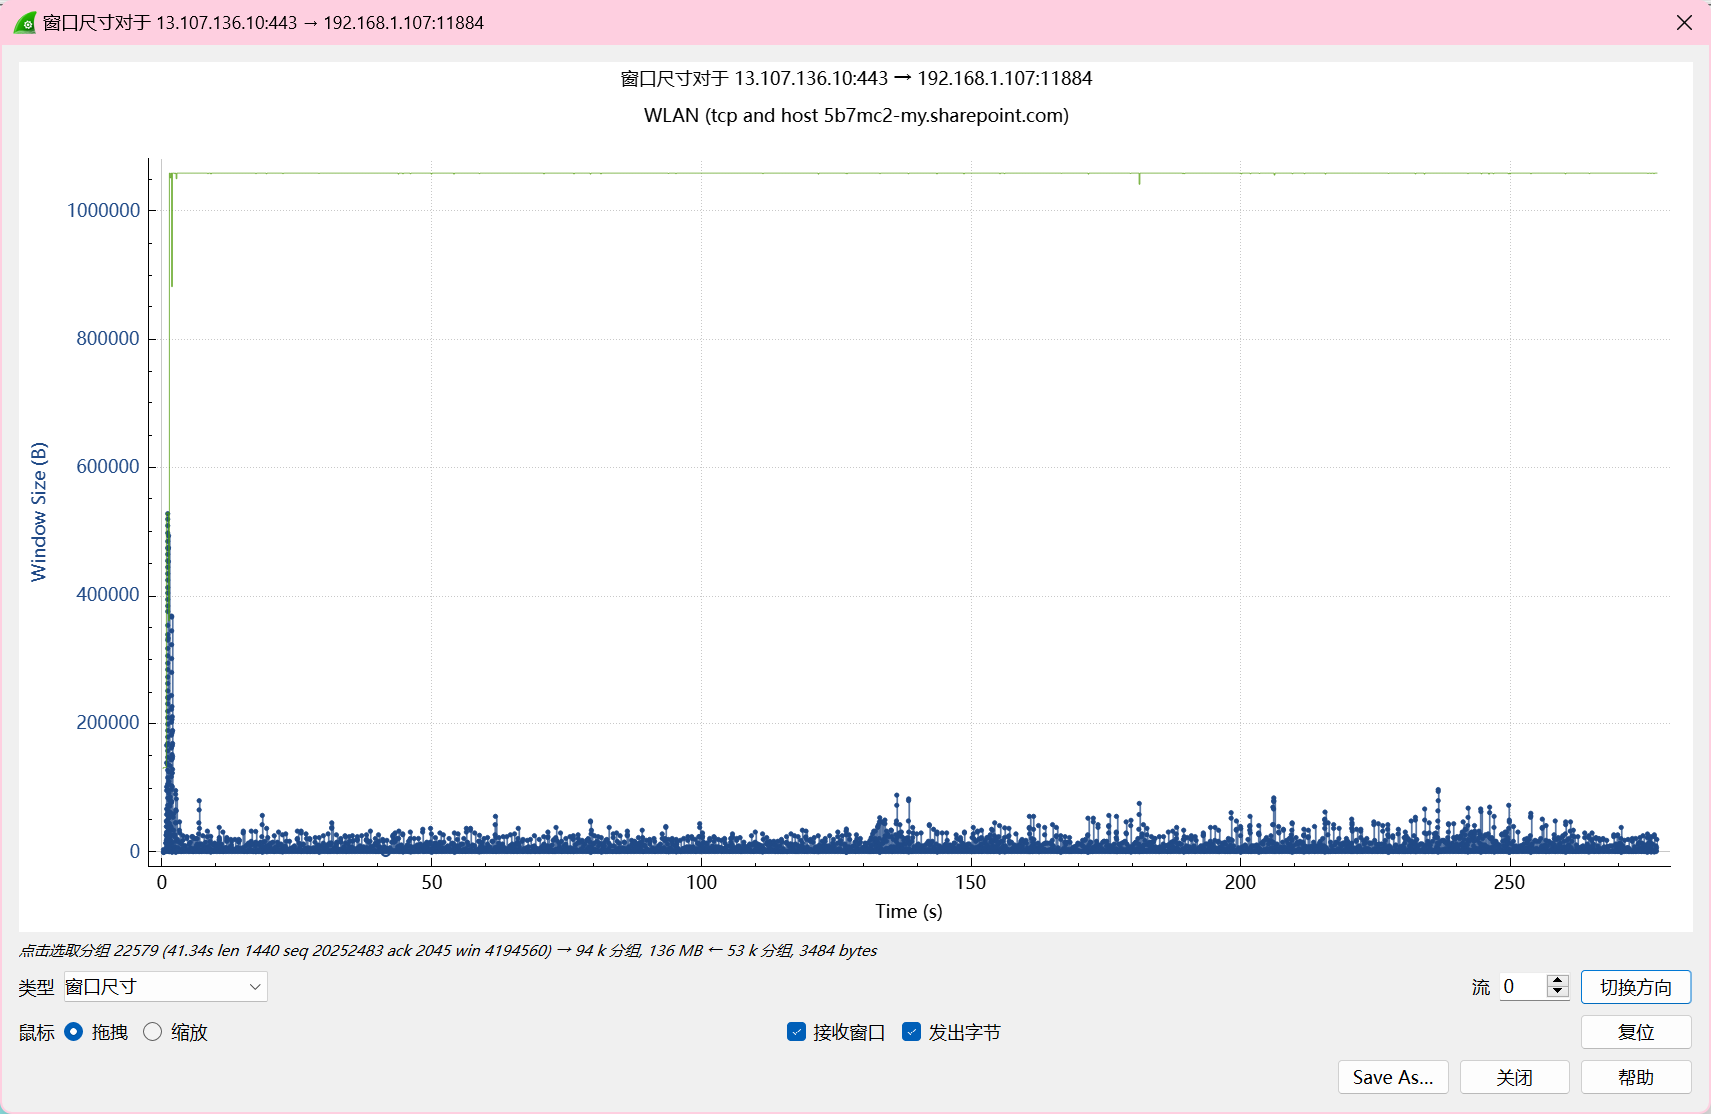 窗口尺寸对于 13.107.136.10:443 → 192.168.1.107:11884
窗口尺寸对于 13.107.136.10:443 → 192.168.1.107:11884
WLAN (tcp and host 5b7mc2-my.sharepoint.com)
1000000
800000
600000
400000
200000
0
Window Size (B)
0 50 100 150 200 250
Time (s)
点击选取分组 22579 (41.34s len 1440 seq 20252483 ack 2045 win 4194560) → 94 k 分组, 136 MB ← 53 k 分组, 3484 bytes
类型 窗口尺寸 流 0 切换方向
鼠标 拖拽 缩放 接收窗口 发出字节 复位
Save As... 关闭 帮助